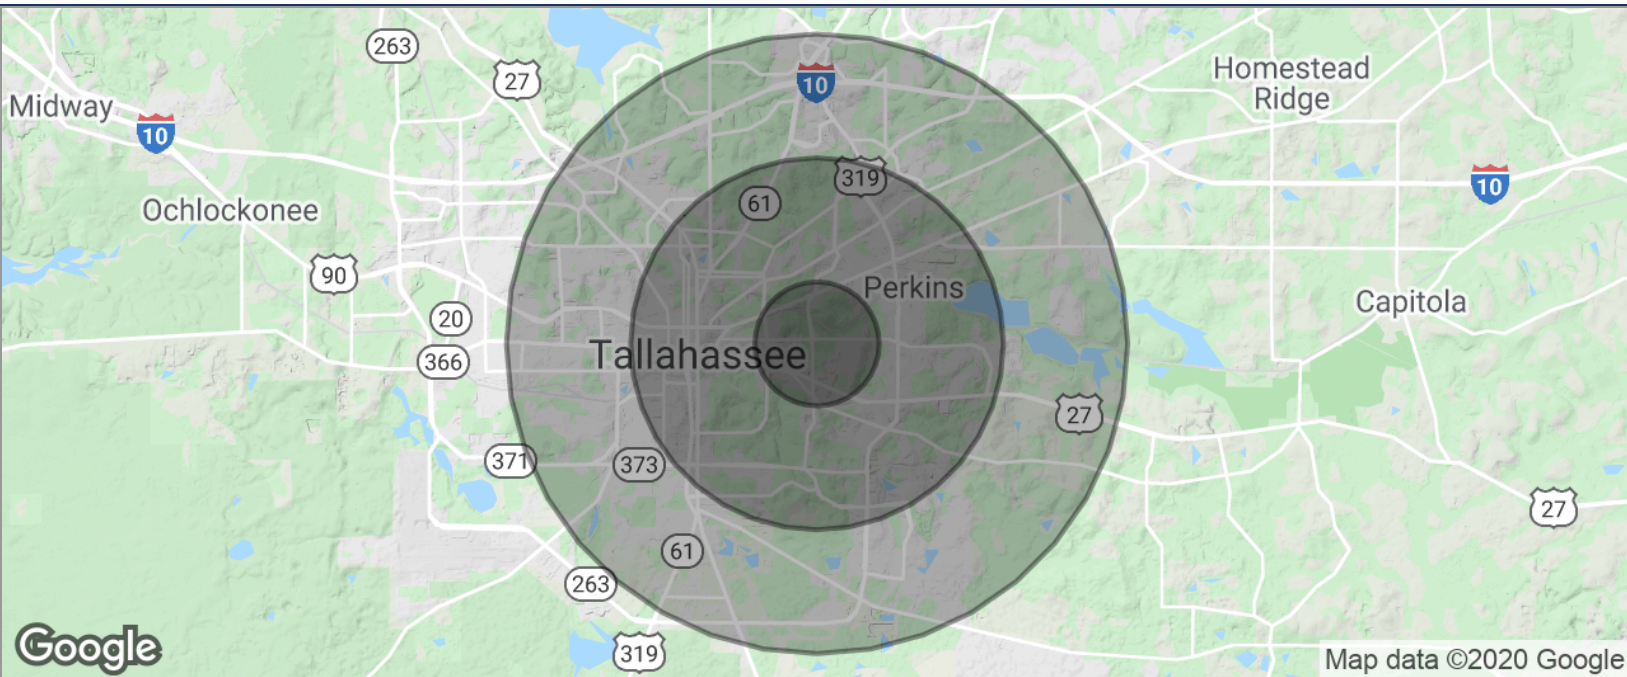 263
27
10
Homestead
Ridge
Midway
10
319
10
61
Ochlockonee
90
Perkins
Capitola
20
Tallahassee
366
27
371
373
27
61
263
319
Google
Map data ©2020 Google